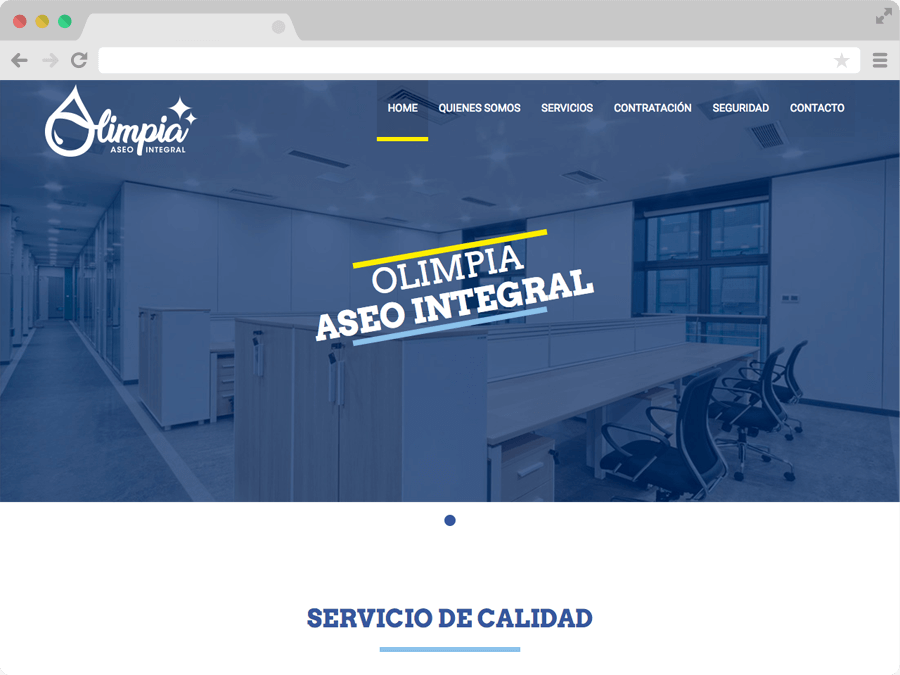 Olimpia
ASEO INTEGRAL
HOME
QUIENES SOMOS
SERVICIOS
CONTRATACIÓN
SEGURIDAD
CONTACTO
OLIMPIA
ASEO INTEGRAL
SERVICIO DE CALIDAD